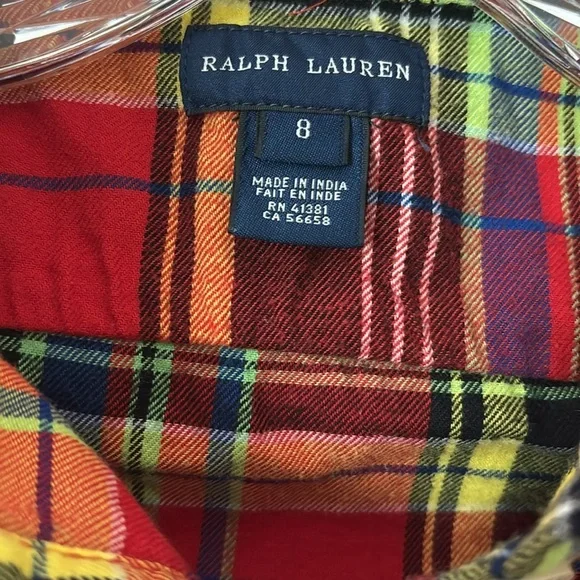 RALPH LAUREN
8
MADE IN INDIA
FAIT EN INDE
RN 41381
CA 56658